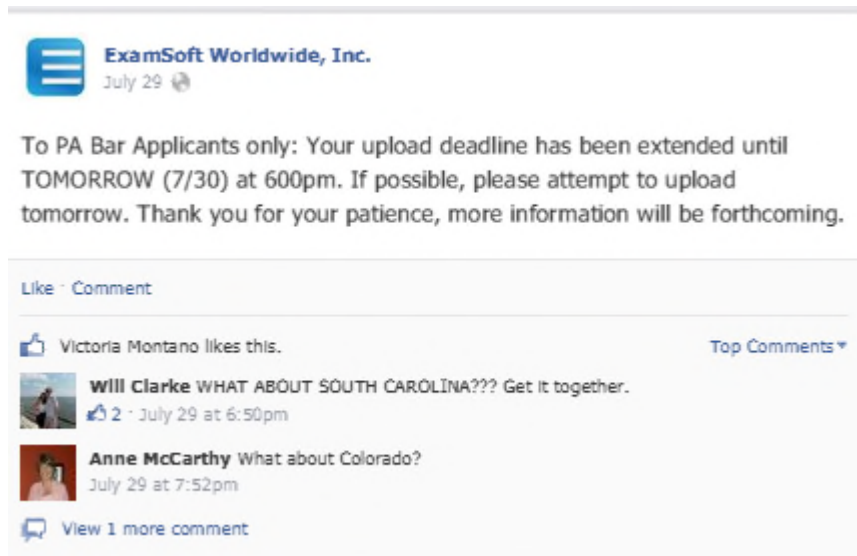 ExamSoft Worldwide, Inc.
July 29
To PA Bar Applicants only: Your upload deadline has been extended until
TOMORROW (7/30) at 600pm. If possible, please attempt to upload
tomorrow. Thank you for your patience, more information will be forthcoming.
Like · Comment
Victoria Montano likes this.
Top Comments
Will Clarke WHAT ABOUT SOUTH CAROLINA??? Get it together.
2 · July 29 at 6:50pm
Anne McCarthy What about Colorado?
July 29 at 7:52pm
View 1 more comment